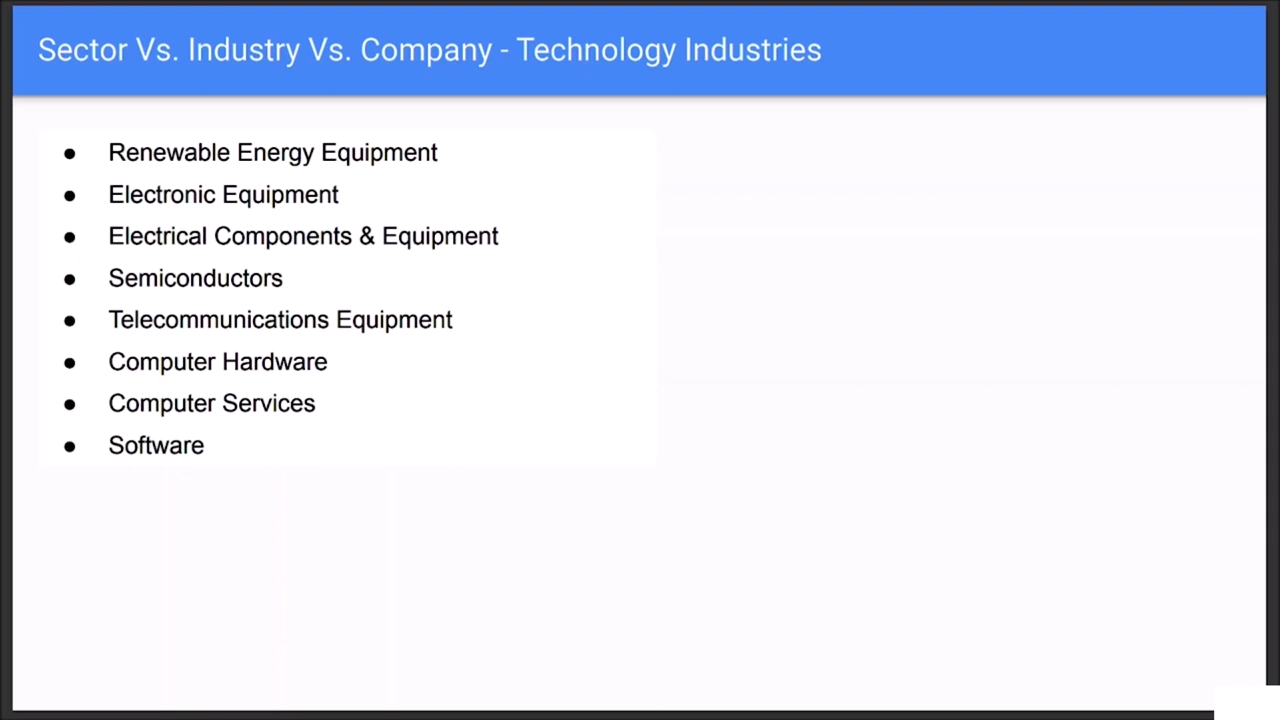 Sector Vs. Industry Vs. Company - Technology Industries
● Renewable Energy Equipment
● Electronic Equipment
● Electrical Components & Equipment
● Semiconductors
● Telecommunications Equipment
● Computer Hardware
● Computer Services
● Software